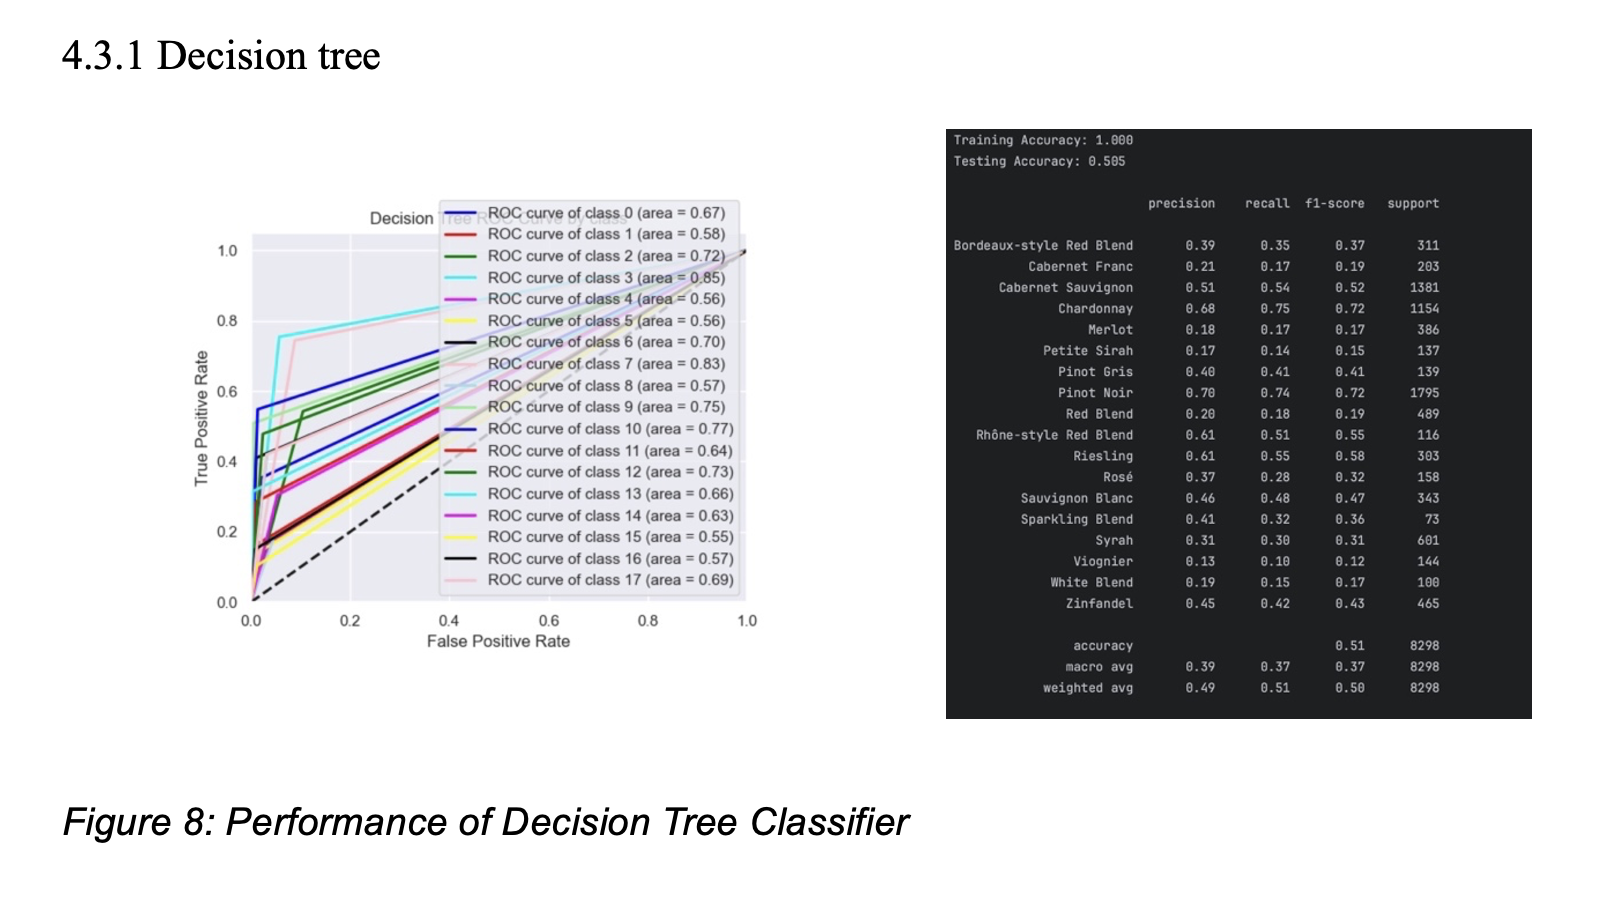 4.3.1 Decision tree
Decision Tree ROC Curve by class
1.0
0.8
0.6
0.4
0.2
0.0
True Positive Rate
0.0 0.2 0.4 0.6 0.8 1.0
False Positive Rate
ROC curve of class 0 (area = 0.67)
ROC curve of class 1 (area = 0.58)
ROC curve of class 2 (area = 0.72)
ROC curve of class 3 (area = 0.85)
ROC curve of class 4 (area = 0.56)
ROC curve of class 5 (area = 0.56)
ROC curve of class 6 (area = 0.70)
ROC curve of class 7 (area = 0.83)
ROC curve of class 8 (area = 0.57)
ROC curve of class 9 (area = 0.75)
ROC curve of class 10 (area = 0.77)
ROC curve of class 11 (area = 0.64)
ROC curve of class 12 (area = 0.73)
ROC curve of class 13 (area = 0.66)
ROC curve of class 14 (area = 0.63)
ROC curve of class 15 (area = 0.55)
ROC curve of class 16 (area = 0.57)
ROC curve of class 17 (area = 0.69)
Training Accuracy: 1.000
Testing Accuracy: 0.505
precision recall f1-score support
Bordeaux-style Red Blend 0.39 0.35 0.37 311
Cabernet Franc 0.21 0.17 0.19 203
Cabernet Sauvignon 0.51 0.54 0.52 1381
Chardonnay 0.68 0.75 0.72 1154
Merlot 0.18 0.17 0.17 386
Petite Sirah 0.17 0.14 0.15 137
Pinot Gris 0.40 0.41 0.41 139
Pinot Noir 0.70 0.74 0.72 1795
Red Blend 0.20 0.18 0.19 489
Rhône-style Red Blend 0.61 0.51 0.55 116
Riesling 0.61 0.55 0.58 303
Rosé 0.37 0.28 0.32 158
Sauvignon Blanc 0.46 0.48 0.47 343
Sparkling Blend 0.41 0.32 0.36 73
Syrah 0.31 0.30 0.31 601
Viognier 0.13 0.10 0.12 144
White Blend 0.19 0.15 0.17 100
Zinfandel 0.45 0.42 0.43 465
accuracy 0.51 8298
macro avg 0.39 0.37 0.37 8298
weighted avg 0.49 0.51 0.50 8298
Figure 8: Performance of Decision Tree Classifier